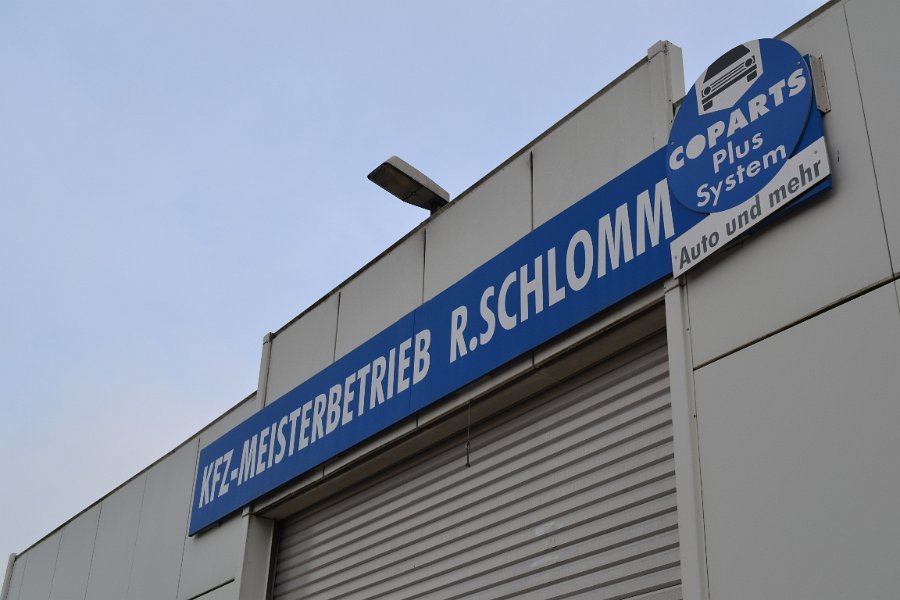 KFZ-MEISTERBETRIEB R.SCHLOMM
COPARTS
Plus
System
Auto und mehr